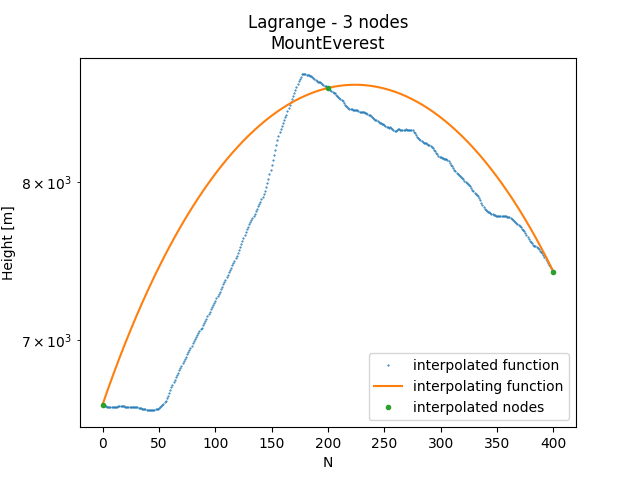 Lagrange - 3 nodes
MountEverest
Height [m]
8 × 10³
7 × 10³
interpolated function
interpolating function
interpolated nodes
0 50 100 150 200 250 300 350 400
N